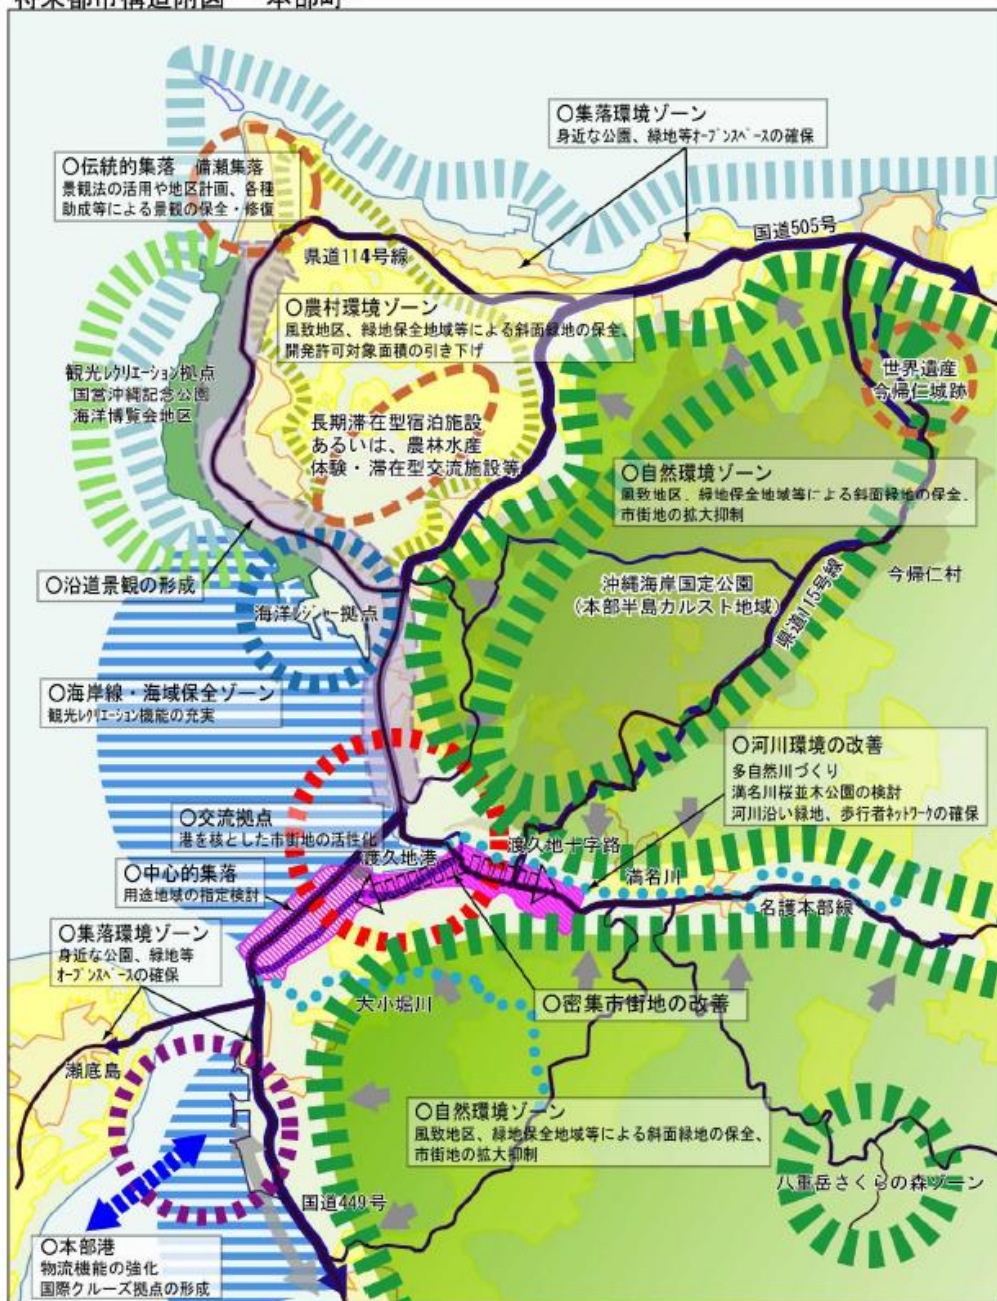 将来都市構造附図 本部町
○集落環境ゾーン
身近な公園、緑地等ｵｰﾌﾟﾝｽﾍﾟｰｽの確保
○伝統的集落 備瀬集落
景観法の活用や地区計画、各種
助成等による景観の保全・修復
国道505号
県道114号線
○農村環境ゾーン
風致地区、緑地保全地域等による斜面緑地の保全、
開発許可対象面積の引き下げ
観光ﾚｸﾘｴｰｼｮﾝ拠点
国営沖縄記念公園
海洋博覧会地区
世界遺産
今帰仁城跡
長期滞在型宿泊施設
あるいは、農林水産
体験・滞在型交流施設等
○自然環境ゾーン
風致地区、緑地保全地域等による斜面緑地の保全、
市街地の拡大抑制
○沿道景観の形成
沖縄海岸国定公園
(本部半島カルスト地域)
県道115号線
今帰仁村
海洋ﾚｼﾞｬｰ拠点
○海岸線・海域保全ゾーン
観光ﾚｸﾘｴｰｼｮﾝ機能の充実
○河川環境の改善
多自然川づくり
満名川桜並木公園の検討
河川沿い緑地、歩行者ﾈｯﾄﾜｰｸの確保
○交流拠点
港を核とした市街地の活性化
渡久地港
渡久地十字路
○中心的集落
用途地域の指定検討
満名川
名護本部線
○集落環境ゾーン
身近な公園、緑地等
ｵｰﾌﾟﾝｽﾍﾟｰｽの確保
大小堀川
○密集市街地の改善
瀬底島
○自然環境ゾーン
風致地区、緑地保全地域等による斜面緑地の保全、
市街地の拡大抑制
八重岳さくらの森ゾーン
国道449号
○本部港
物流機能の強化
国際クルーズ拠点の形成